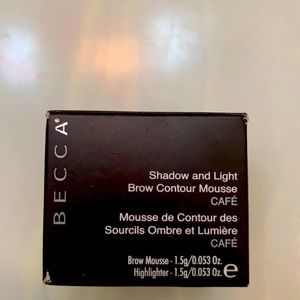 BECCA®
Shadow and Light
Brow Contour Mousse
CAFÉ
Mousse de Contour des
Sourcils Ombre et Lumière
CAFÉ
Brow Mousse - 1.5g/0.053 Oz.
Highlighter - 1.5g/0.053 Oz. ℮